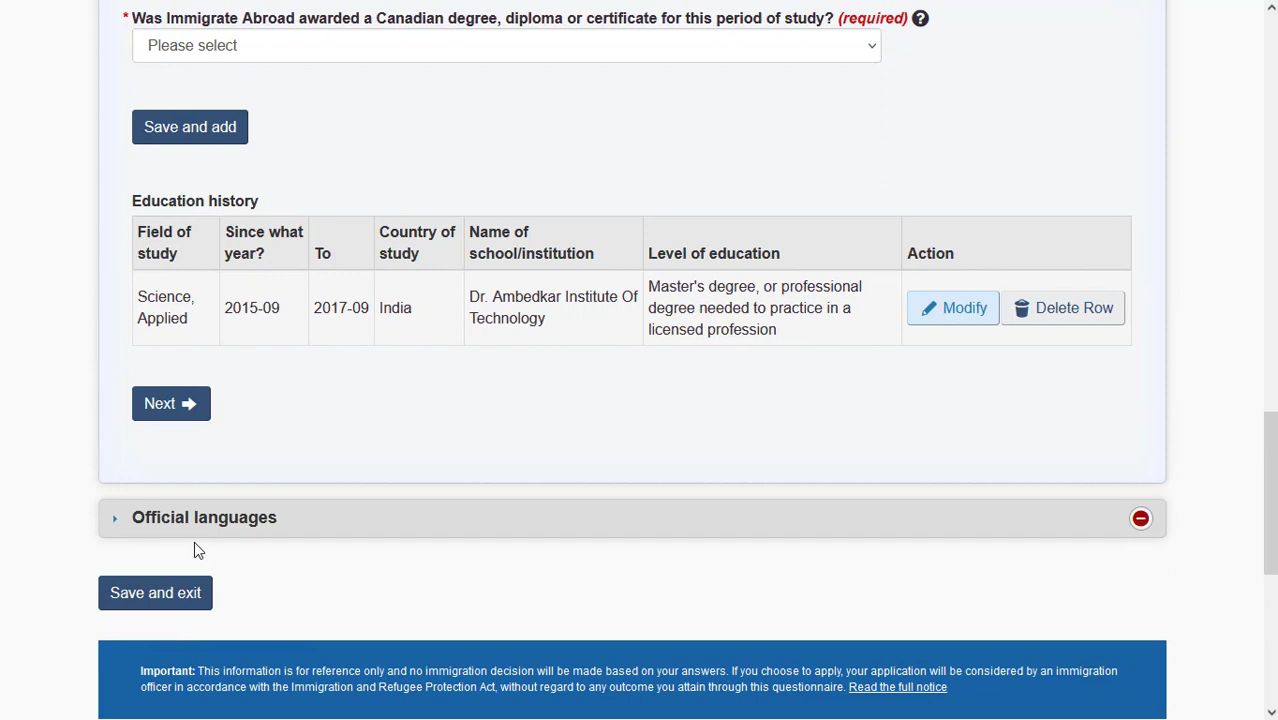 * Was Immigrate Abroad awarded a Canadian degree, diploma or certificate for this period of study? (required) ?
Please select
Save and add
Education history
Field of study Since what year? To Country of study Name of school/institution Level of education Action
Science, Applied 2015-09 2017-09 India Dr. Ambedkar Institute Of Technology Master's degree, or professional degree needed to practice in a licensed profession Modify Delete Row
Next
Official languages
Save and exit
Important: This information is for reference only and no immigration decision will be made based on your answers. If you choose to apply, your application will be considered by an immigration
officer in accordance with the Immigration and Refugee Protection Act, without regard to any outcome you attain through this questionnaire. Read the full notice